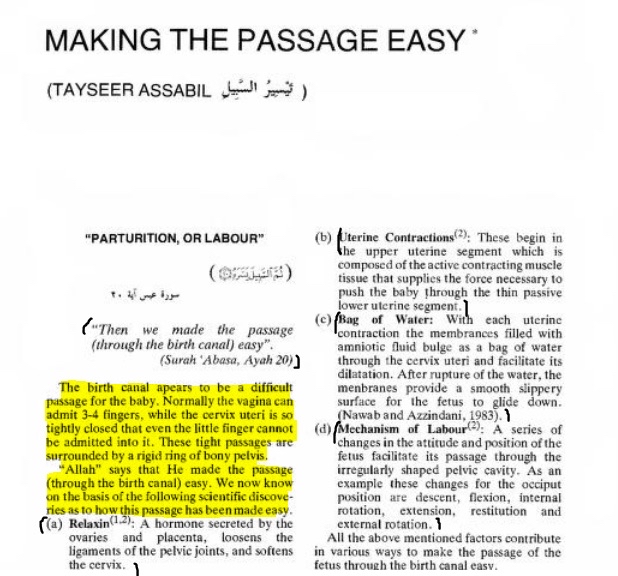 MAKING THE PASSAGE EASY *
(TAYSEER ASSABIL تَيْسِيرُ السَّبِيلِ )
"PARTURITION, OR LABOUR"
( ثُمَّ ٱلسَّبِيلَ يَسَّرَهُۥ ۝ )
سورة عبس آية ٢٠
"Then we made the passage
(through the birth canal) easy".
(Surah 'Abasa, Ayah 20)
The birth canal apears to be a difficult
passage for the baby. Normally the vagina can
admit 3-4 fingers, while the cervix uteri is so
tightly closed that even the little finger cannot
be admitted into it. These tight passages are
surrounded by a rigid ring of bony pelvis.
"Allah" says that He made the passage
(through the birth canal) easy. We now know
on the basis of the following scientific discove-
ries as to how this passage has been made easy.
(a) Relaxin(1,2): A hormone secreted by the
ovaries and placenta, loosens the
ligaments of the pelvic joints, and softens
the cervix.
(b) Uterine Contractions(2): These begin in
the upper uterine segment which is
composed of the active contracting muscle
tissue that supplies the force necessary to
push the baby through the thin passive
lower uterine segment.
(c) Bag of Water: With each uterine
contraction the membrances filled with
amniotic fluid bulge as a bag of water
through the cervix uteri and facilitate its
dilatation. After rupture of the water, the
menbranes provide a smooth slippery
surface for the fetus to glide down.
(Nawab and Azzindani, 1983).
(d) Mechanism of Labour(2): A series of
changes in the attitude and position of the
fetus facilitate its passage through the
irregularly shaped pelvic cavity. As an
example these changes for the occiput
position are descent, flexion, internal
rotation, extension, restitution and
external rotation.
All the above mentioned factors contribute
in various ways to make the passage of the
fetus through the birth canal easy.